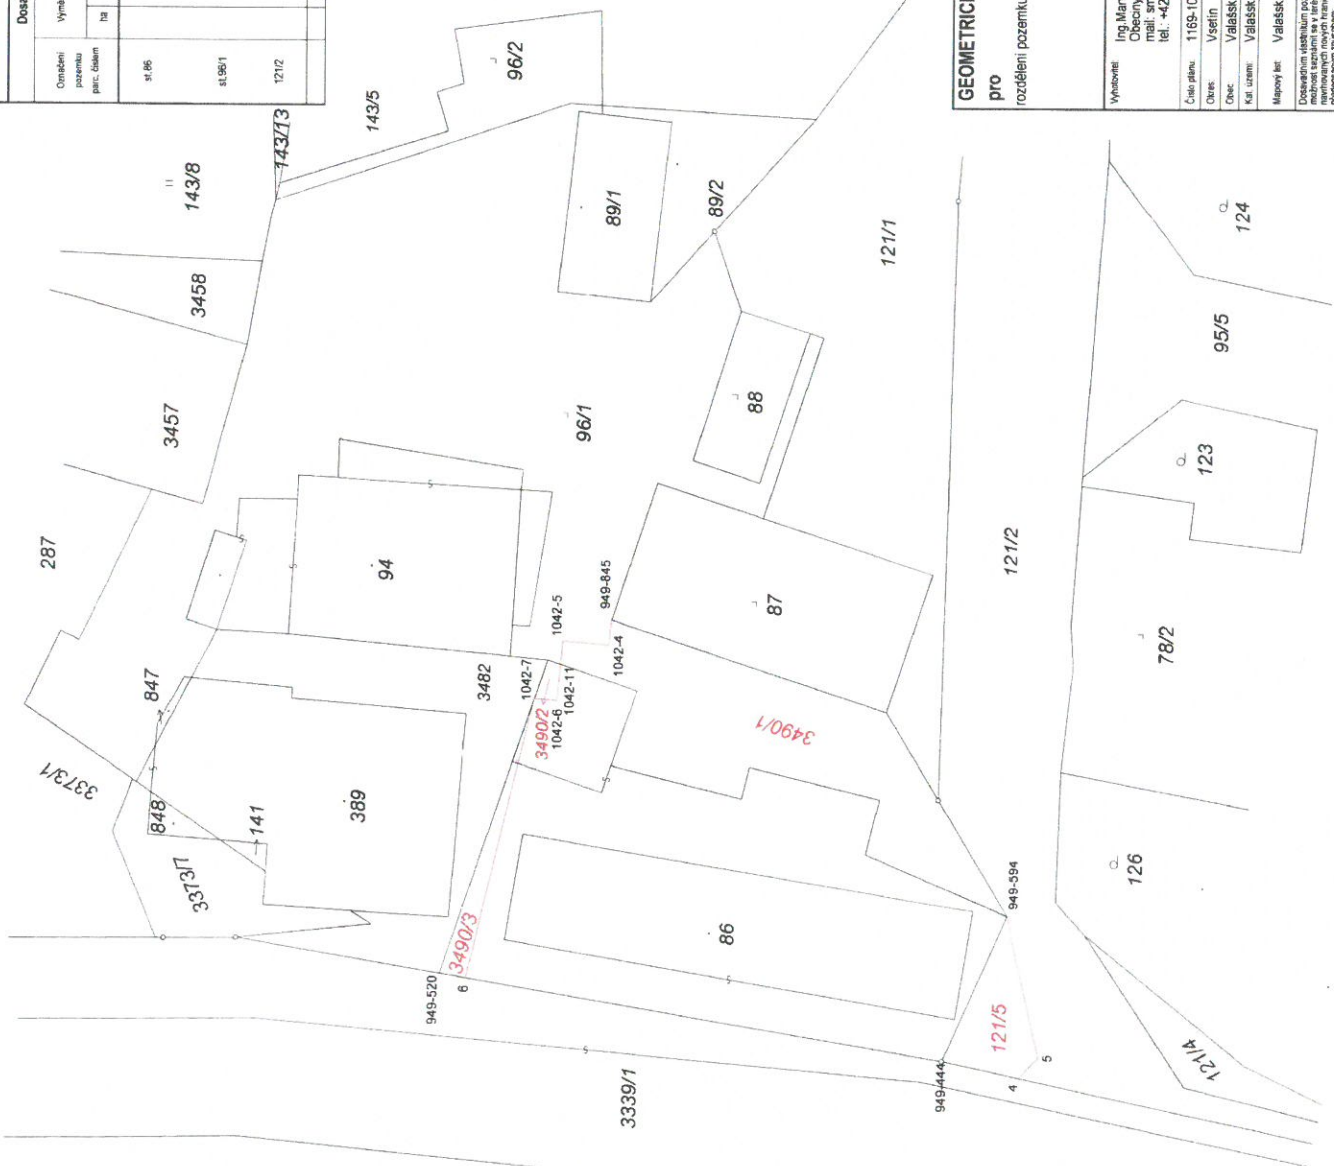 Dosa
Označení
pozemku
parc. číslem
Výmě
ha
st.86
st.96/1
121/2
GEOMETRICK
pro
rozdělení pozemku
Vyhotovitel:
Ing.Mar
Obeciny
mail: sm
tel.: +42
Číslo plánu: 1169-10
Okres: Vsetín
Obec: Valašsk
Kat. území: Valašsk
Mapový list: Valašsk
96/2
143/5
143/13
143/8
3458
3457
287
89/1
89/2
121/1
124
95/5
123
96/1
88
94
87
121/2
78/2
126
847
848
141
389
3373/1
3373/7
3482
1042-7
1042-5
949-845
1042-4
1042-11
1042-6
3490/2
3490/1
3490/3
949-520
6
86
949-594
121/5
949-444
4
5
121/4
3339/1